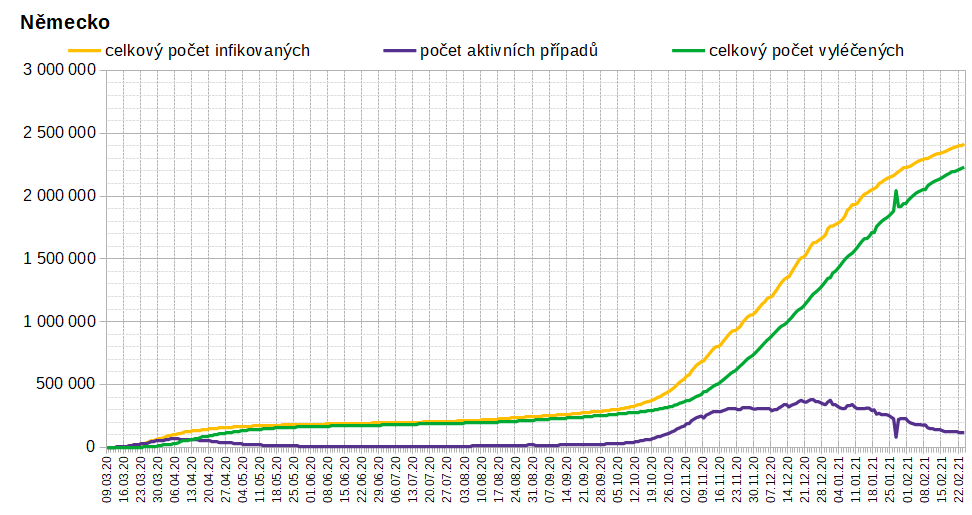 Německo
celkový počet infikovaných počet aktivních případů celkový počet vyléčených
3 000 000
2 500 000
2 000 000
1 500 000
1 000 000
500 000
0
09.03.20 16.03.20 23.03.20 30.03.20 06.04.20 13.04.20 20.04.20 27.04.20 04.05.20 11.05.20 18.05.20 25.05.20 01.06.20 08.06.20 15.06.20 22.06.20 29.06.20 06.07.20 13.07.20 20.07.20 27.07.20 03.08.20 10.08.20 17.08.20 24.08.20 31.08.20 07.09.20 14.09.20 21.09.20 28.09.20 05.10.20 12.10.20 19.10.20 26.10.20 02.11.20 09.11.20 16.11.20 23.11.20 30.11.20 07.12.20 14.12.20 21.12.20 28.12.20 04.01.21 11.01.21 18.01.21 25.01.21 01.02.21 08.02.21 15.02.21 22.02.21